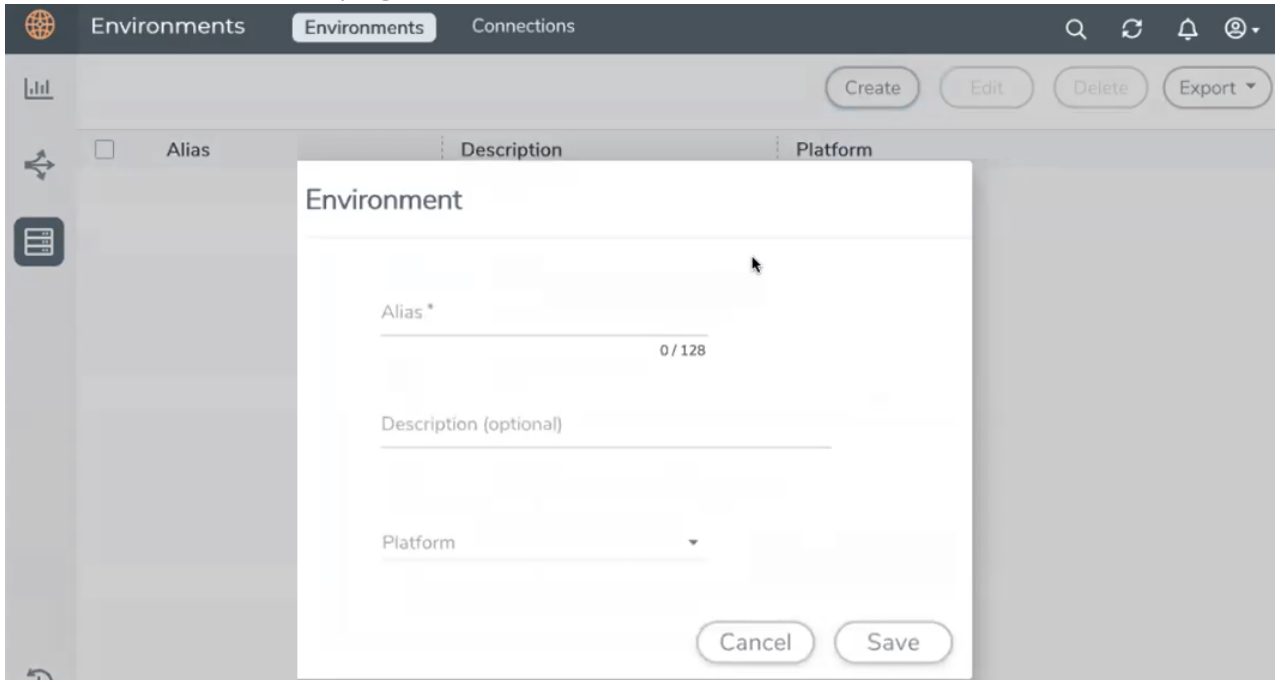 Environments Environments Connections
Create Edit Delete Export
Alias Description Platform
Environment
Alias *
0 / 128
Description (optional)
Platform
Cancel Save